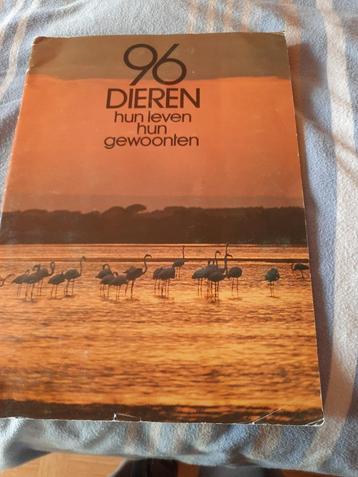 96
DIEREN
hun leven
hun
gewoonten